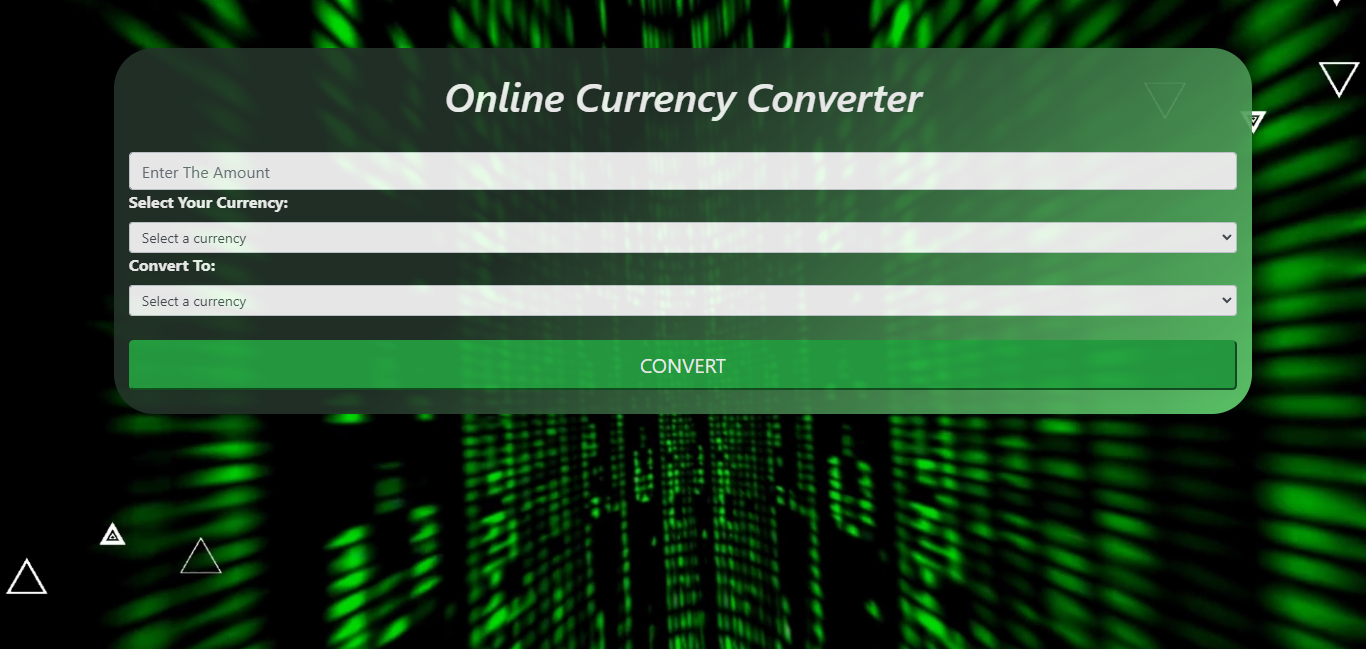 Online Currency Converter
Enter The Amount
Select Your Currency:
Select a currency
Convert To:
Select a currency
CONVERT